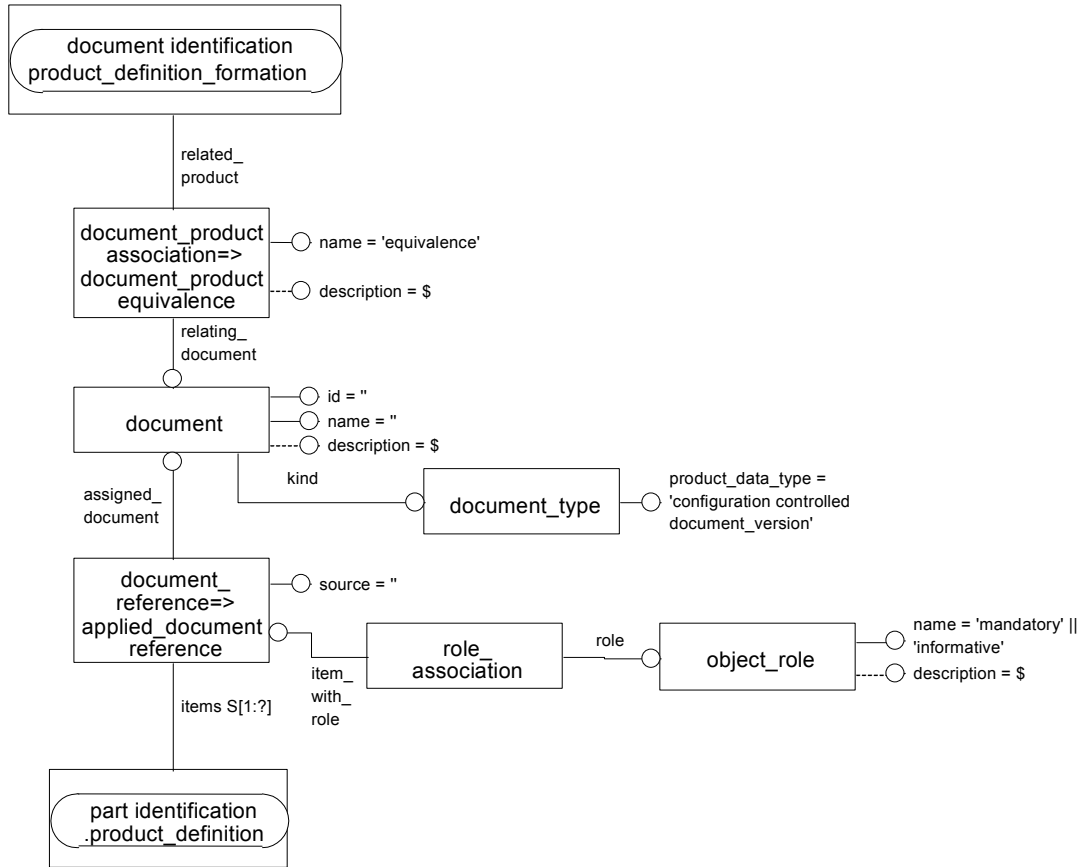 document identification
product_definition_formation
related_
product
document_product
association=>
document_product
equivalence
name = 'equivalence'
description = $
relating_
document
document
id = ''
name = ''
description = $
kind
document_type
product_data_type =
'configuration controlled
document_version'
assigned_
document
document_
reference=>
applied_document
reference
source = ''
item_
with_
role
role_
association
role
object_role
name = 'mandatory' ||
'informative'
description = $
items S[1:?]
part identification
.product_definition